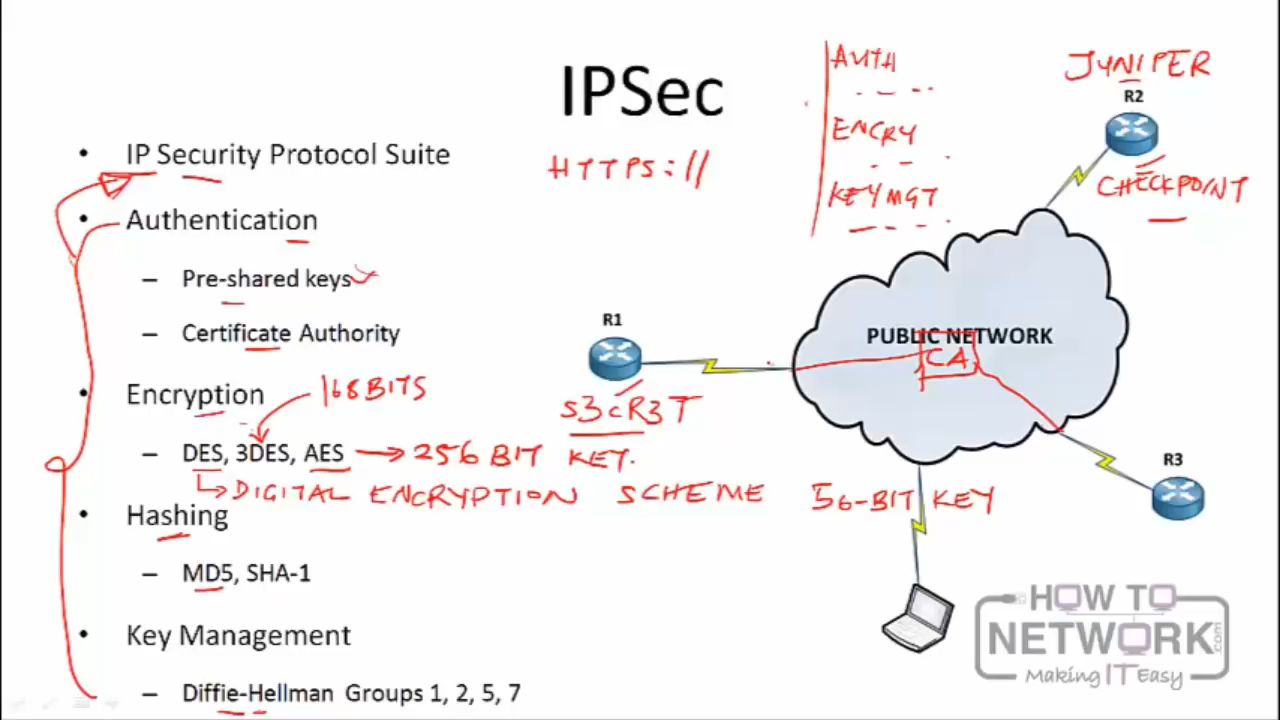 IPSec
• IP Security Protocol Suite
• Authentication
– Pre-shared keys
– Certificate Authority
• Encryption
168 BITS
– DES, 3DES, AES → 256 BIT KEY.
DIGITAL ENCRYPTION SCHEME 56-BIT KEY
• Hashing
– MD5, SHA-1
• Key Management
– Diffie-Hellman Groups 1, 2, 5, 7
HTTPS://
AUTH
ENCRY
KEY MGT
JUNIPER
R2
CHECKPOINT
PUBLIC NETWORK
CA
R1
S3CR3T
R3
HOW TO
NETWORK
.com
Making IT Easy